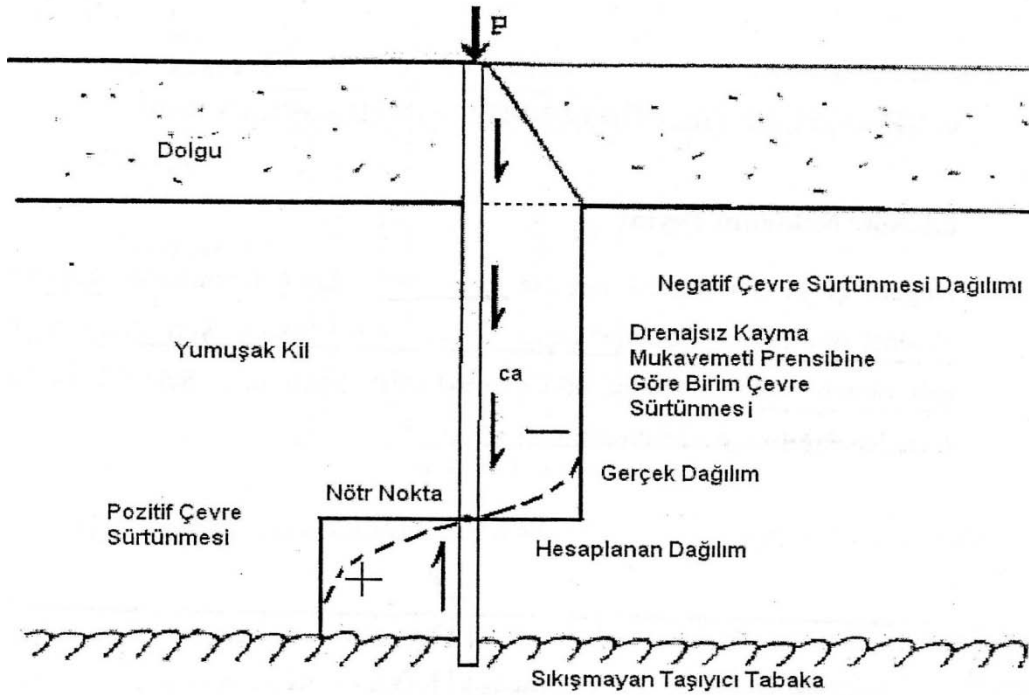 P
Dolgu
Negatif Çevre Sürtünmesi Dağılımı
Drenajsız Kayma
Mukavemeti Prensibine
Göre Birim Çevre
Sürtünmesi
Yumuşak Kil
ca
Gerçek Dağılım
Nötr Nokta
Pozitif Çevre
Sürtünmesi
Hesaplanan Dağılım
Sıkışmayan Taşıyıcı Tabaka